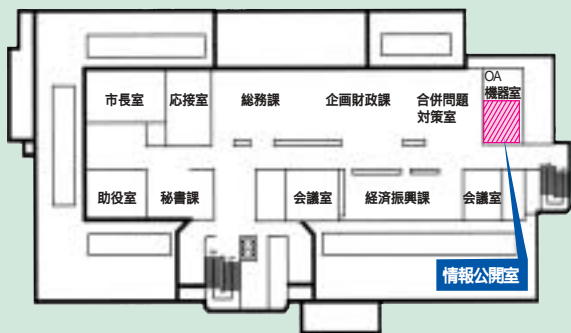 市長室
応接室
総務課
企画財政課
合併問題
対策室
OA
機器室
助役室
秘書課
会議室
経済振興課
会議室
情報公開室